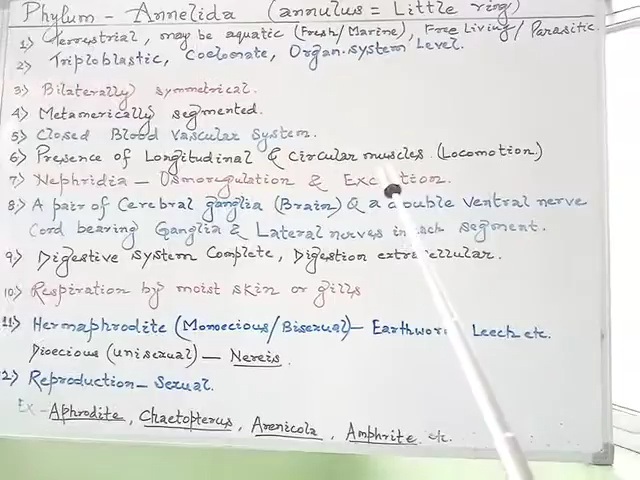 Phylum - Annelida (annulus = Little ring)
1) Terrestrial, may be aquatic (Fresh/Marine), Free Living/Parasitic.
2) Triploblastic, Coelomate, Organ-system Level.
3) Bilaterally symmetrical.
4) Metamerically segmented.
5) Closed Blood Vascular System.
6) Presence of Longitudinal & Circular muscles. (Locomotion)
7) Nephridia - Osmoregulation & Exc tion.
8) A pair of Cerebral ganglia (Brain) & a double Ventral nerve
Cord bearing Ganglia & Lateral nerves in each segment.
9) Digestive system Complete, Digestion extracellular.
10) Respiration by moist skin or gills
11) Hermaphrodite (Monoecious/Bisexual) - Earthwor Leech etc.
Dioecious (unisexual) - Nereis.
2) Reproduction - Sexual.
Ex - Aphrodite, Chaetopterus, Arenicola, Amphrite etc.